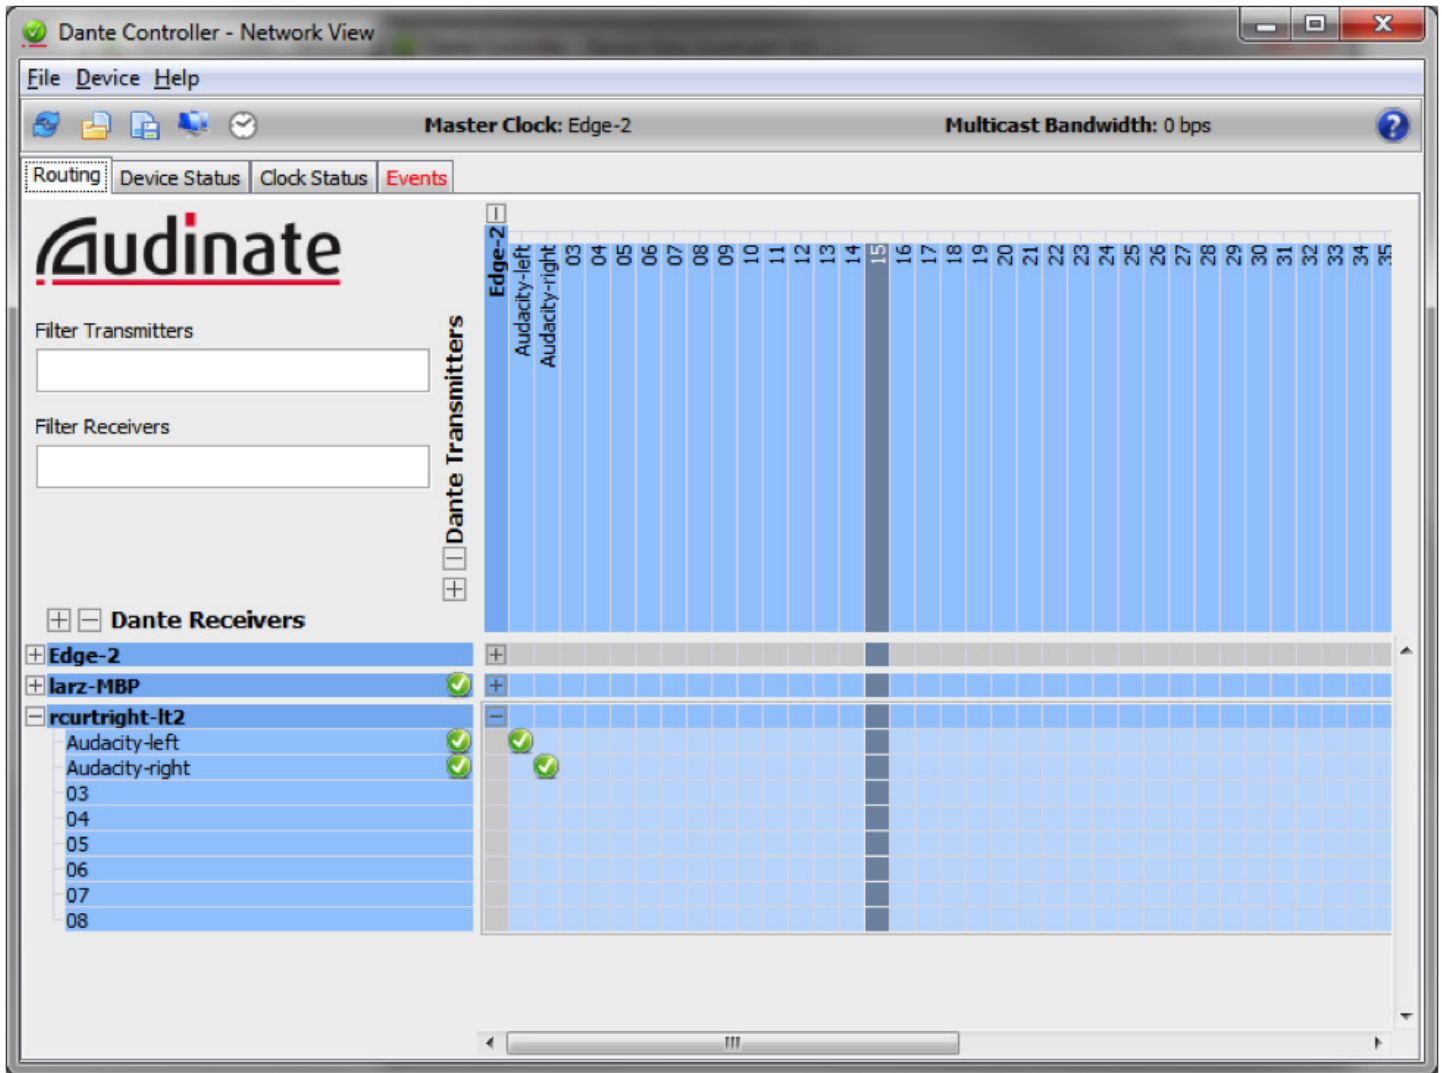 Dante Controller - Network View
File Device Help
Master Clock: Edge-2
Multicast Bandwidth: 0 bps
Routing
Device Status
Clock Status
Events
Audinate
Filter Transmitters
Filter Receivers
Dante Transmitters
Edge-2
Audacity-left
Audacity-right
03
04
05
06
07
08
09
10
11
12
13
14
15
16
17
18
19
20
21
22
23
24
25
26
27
28
29
30
31
32
33
34
35
Dante Receivers
Edge-2
larz-MBP
rcurtright-lt2
Audacity-left
Audacity-right
03
04
05
06
07
08